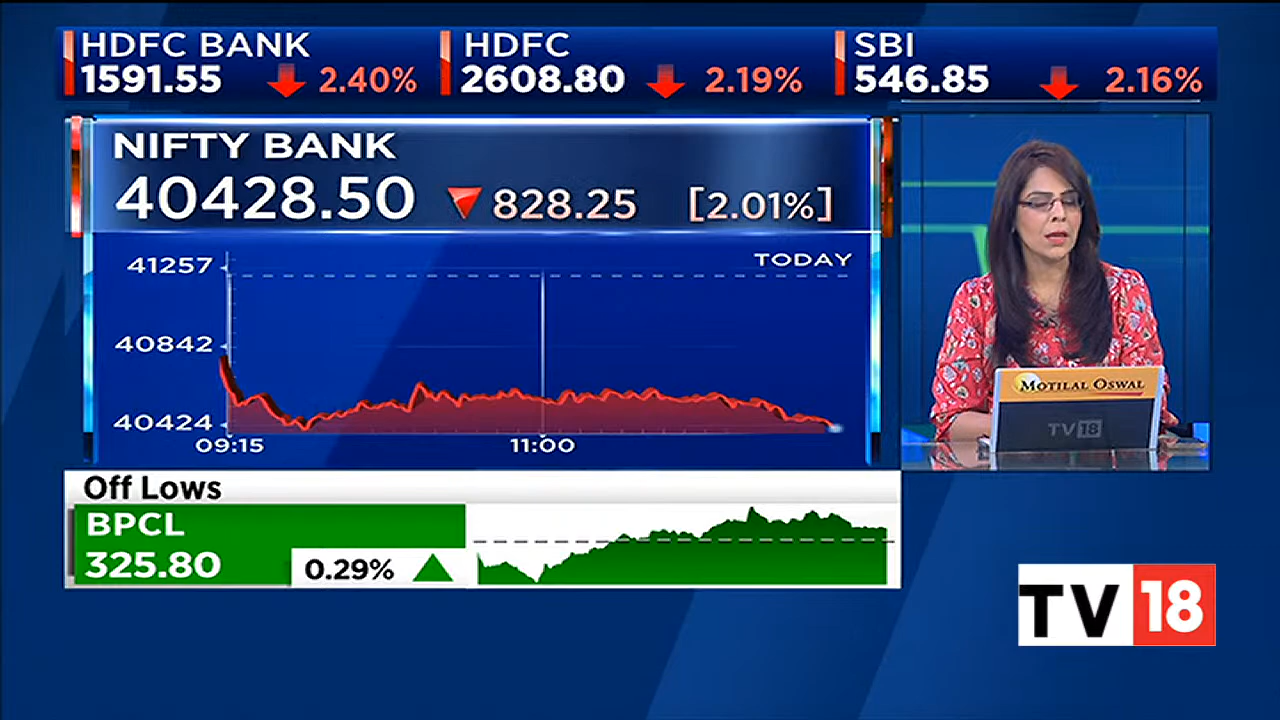 HDFC BANK
1591.55 2.40%
HDFC
2608.80 2.19%
SBI
546.85 2.16%
NIFTY BANK
40428.50 828.25 [2.01%]
TODAY
41257
40842
40424
09:15 11:00
MOTILAL OSWAL
TV18
Off Lows
BPCL
325.80 0.29%
TV18